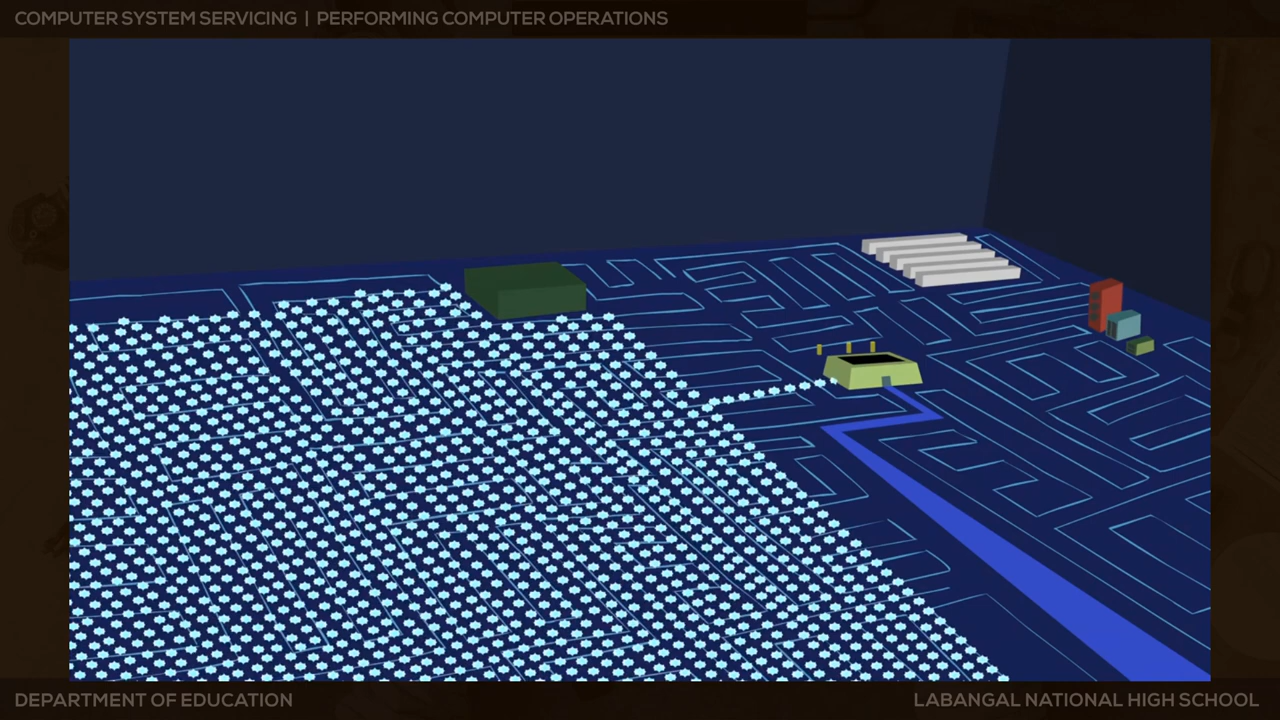 COMPUTER SYSTEM SERVICING | PERFORMING COMPUTER OPERATIONS
DEPARTMENT OF EDUCATION
LABANGAL NATIONAL HIGH SCHOOL